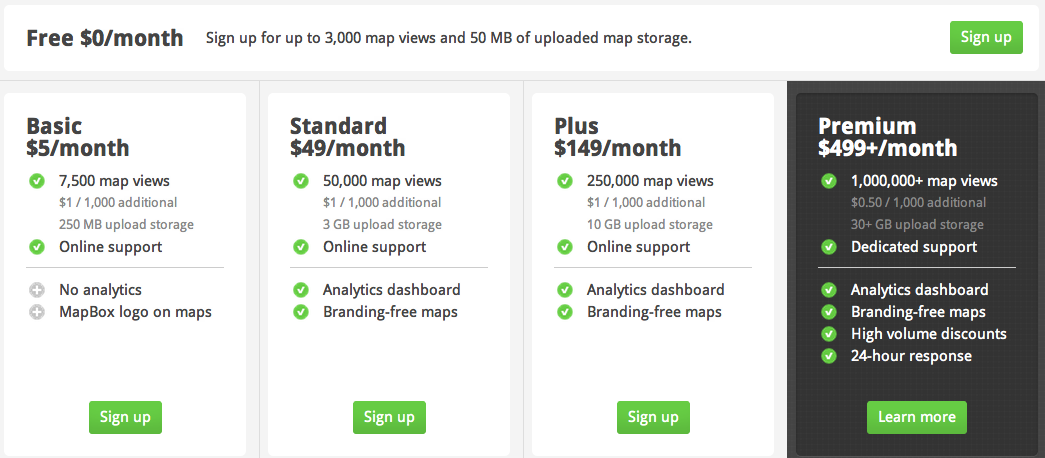 Free $0/month Sign up for up to 3,000 map views and 50 MB of uploaded map storage. Sign up
Basic
$5/month
7,500 map views
$1 / 1,000 additional
250 MB upload storage
Online support
No analytics
MapBox logo on maps
Sign up
Standard
$49/month
50,000 map views
$1 / 1,000 additional
3 GB upload storage
Online support
Analytics dashboard
Branding-free maps
Sign up
Plus
$149/month
250,000 map views
$1 / 1,000 additional
10 GB upload storage
Online support
Analytics dashboard
Branding-free maps
Sign up
Premium
$499+/month
1,000,000+ map views
$0.50 / 1,000 additional
30+ GB upload storage
Dedicated support
Analytics dashboard
Branding-free maps
High volume discounts
24-hour response
Learn more